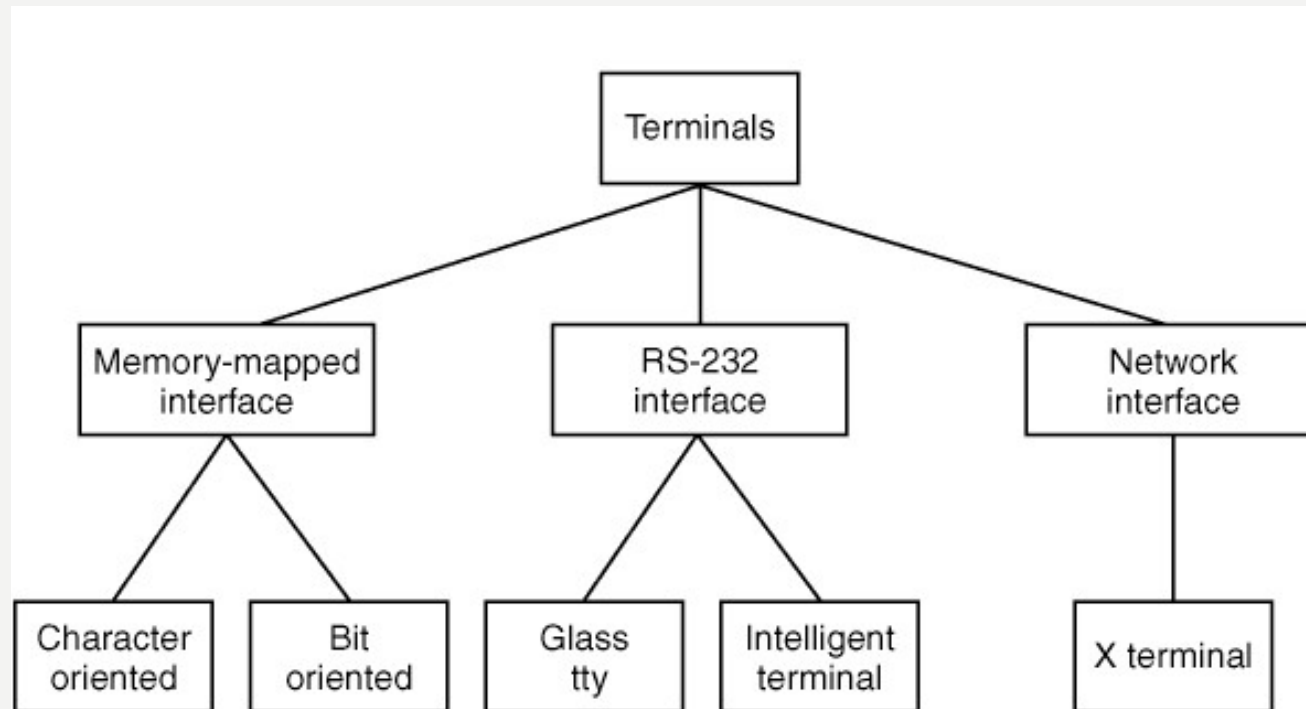 Terminals
Memory-mapped
interface
RS-232
interface
Network
interface
Character
oriented
Bit
oriented
Glass
tty
Intelligent
terminal
X terminal